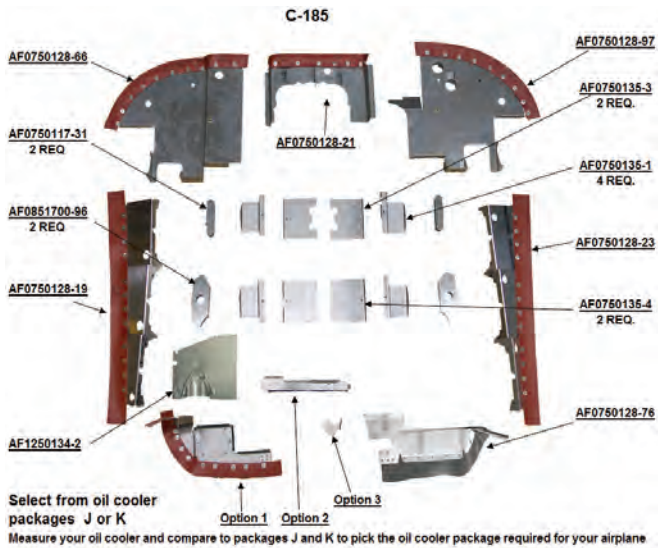 C-185
AF0750128-66
AF0750128-97
AF0750135-3
2 REQ.
AF0750117-31
2 REQ
AF0750128-21
AF0750135-1
4 REQ.
AF0851700-96
2 REQ.
AF0750128-23
AF0750128-19
AF0750135-4
2 REQ.
AF0750128-76
AF1250134-2
Option 3
Select from oil cooler
packages J or K
Option 1
Option 2
Measure your oil cooler and compare to packages J and K to pick the oil cooler package required for your airplane